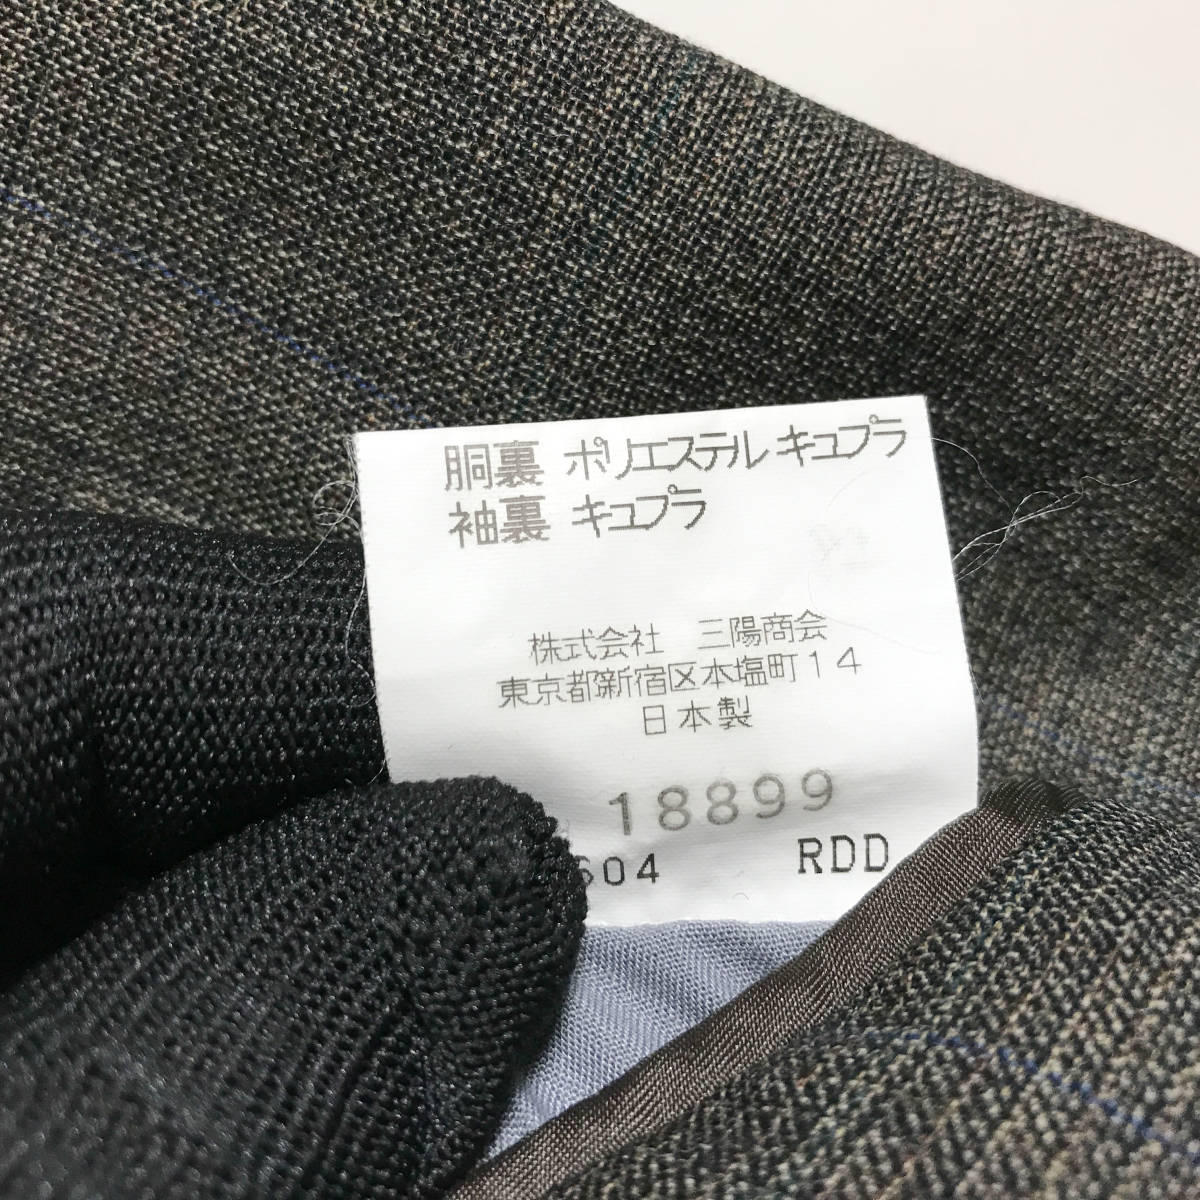 胴裏 ポリエステル キュプラ
袖裏 キュプラ
株式会社 三陽商会
東京都新宿区本塩町14
日本製
18899
604 RDD